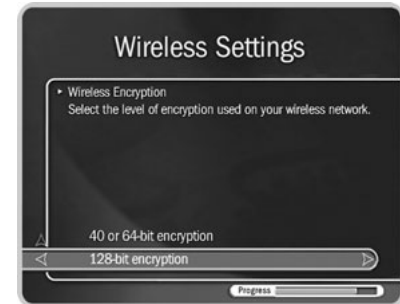 Wireless Settings
Wireless Encryption
Select the level of encryption used on your wireless network.
40 or 64-bit encryption
128-bit encryption
Progress